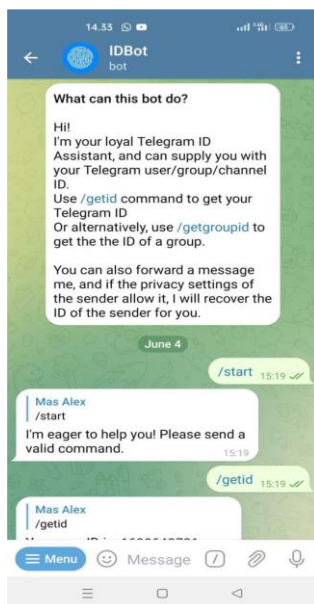 14.33
IDBot
bot
What can this bot do?
Hi!
I'm your loyal Telegram ID
Assistant, and can supply you with
your Telegram user/group/channel
ID.
Use /getid command to get your
Telegram ID
Or alternatively, use /getgroupid to
get the the ID of a group.
You can also forward a message
me, and if the privacy settings of
the sender allow it, I will recover the
ID of the sender for you.
June 4
/start 15:19
Mas Alex
/start
I'm eager to help you! Please send a
valid command.
15:19
/getid 15:19
Mas Alex
/getid
Menu
Message